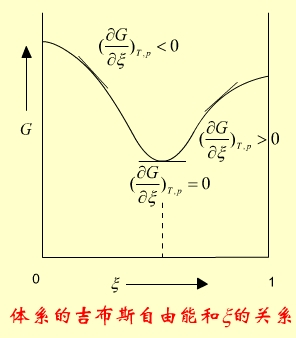 (∂G/∂ξ)T,p < 0
G
(∂G/∂ξ)T,p > 0
(∂G/∂ξ)T,p = 0
0
ξ
1
体系的吉布斯自由能和ξ的关系